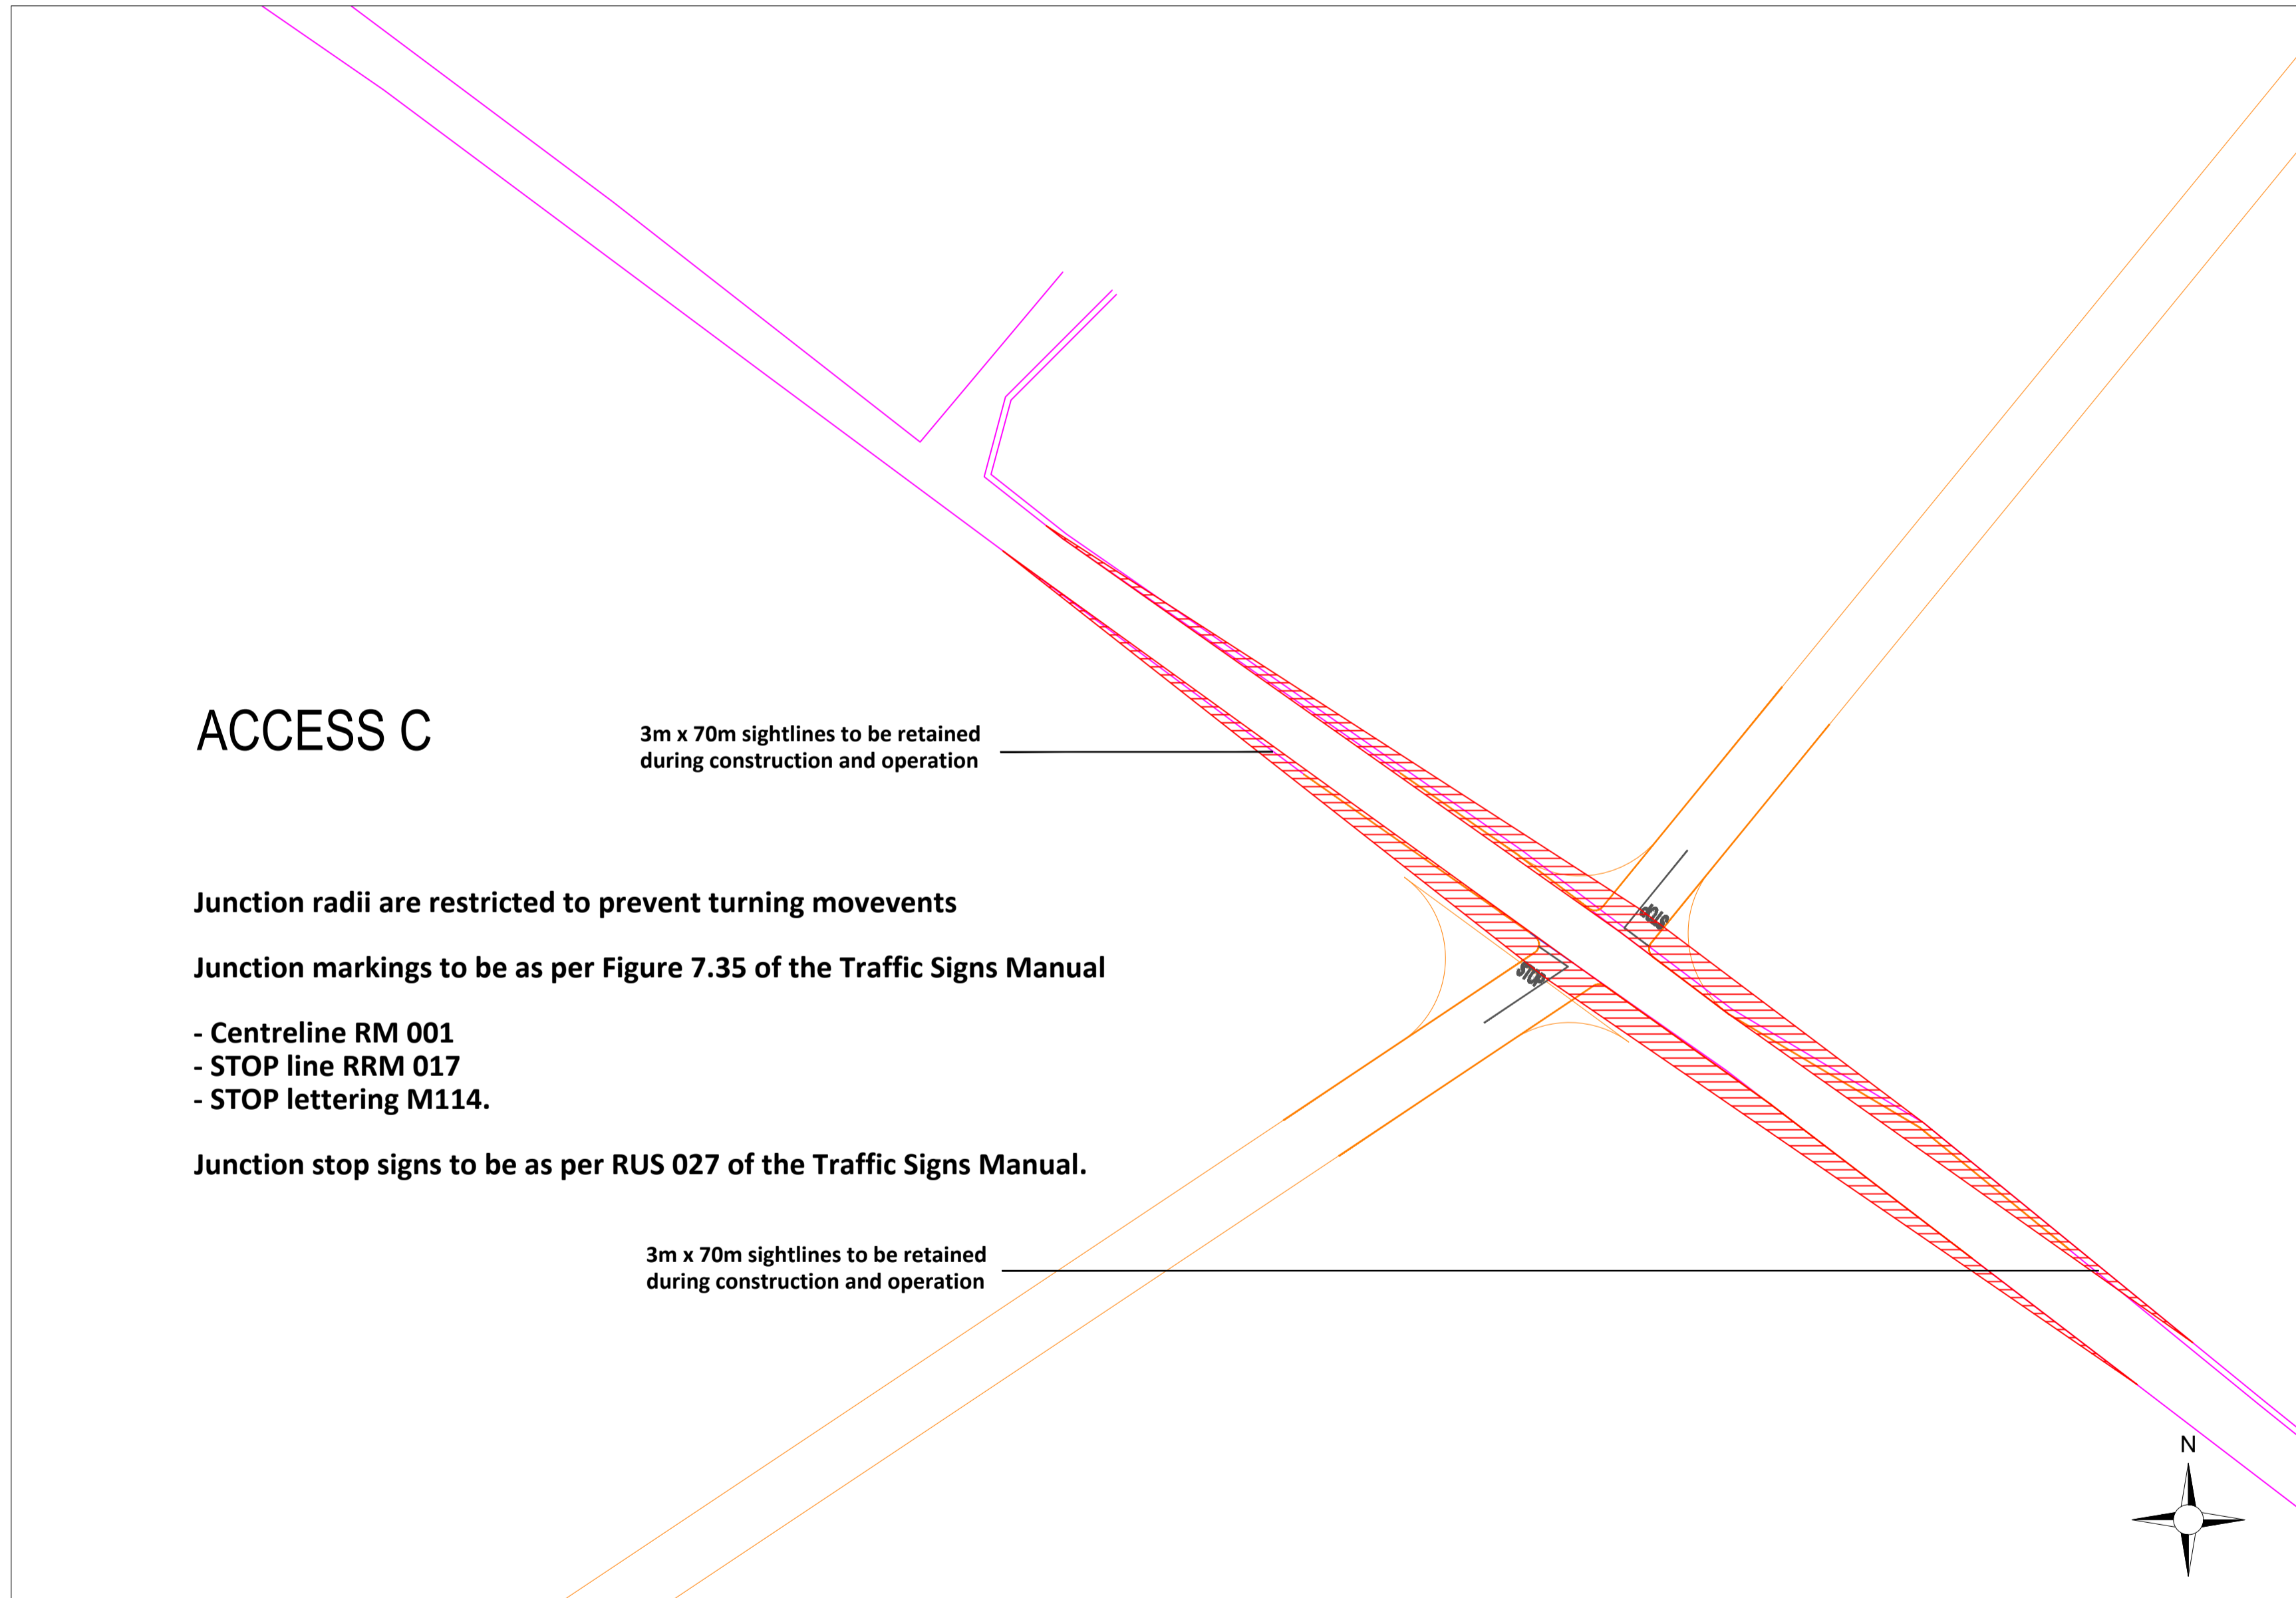 ACCESS C
3m x 70m sightlines to be retained
during construction and operation
Junction radii are restricted to prevent turning movevents
Junction markings to be as per Figure 7.35 of the Traffic Signs Manual
- Centreline RM 001
- STOP line RRM 017
- STOP lettering M114.
Junction stop signs to be as per RUS 027 of the Traffic Signs Manual.
3m x 70m sightlines to be retained
during construction and operation
STOP
STOP
N